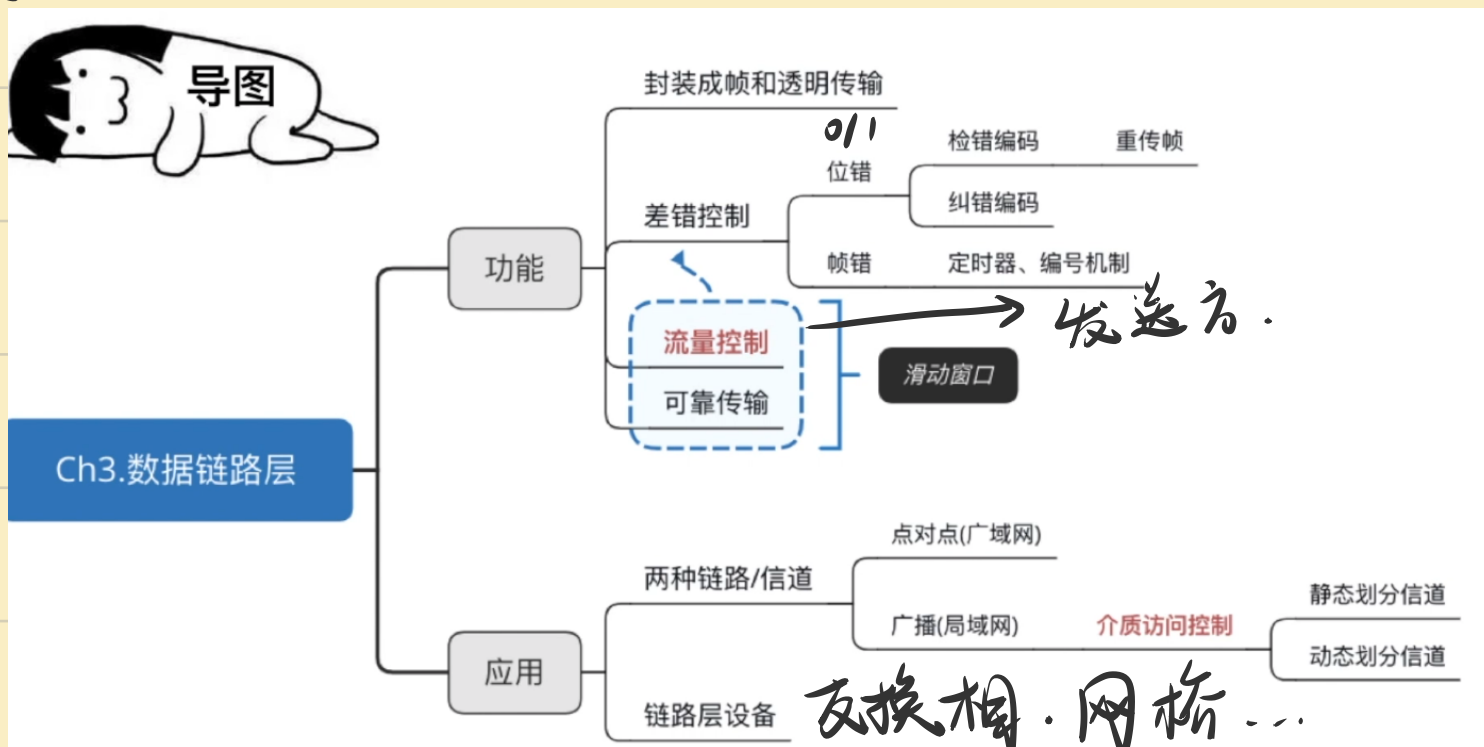 导图
封装成帧和透明传输
0/1
检错编码 重传帧
位错
纠错编码
差错控制
帧错 定时器、编号机制
功能
发送方.
流量控制
滑动窗口
可靠传输
Ch3.数据链路层
点对点(广域网)
两种链路/信道
静态划分信道
广播(局域网) 介质访问控制
动态划分信道
应用
链路层设备
换相.网桥...